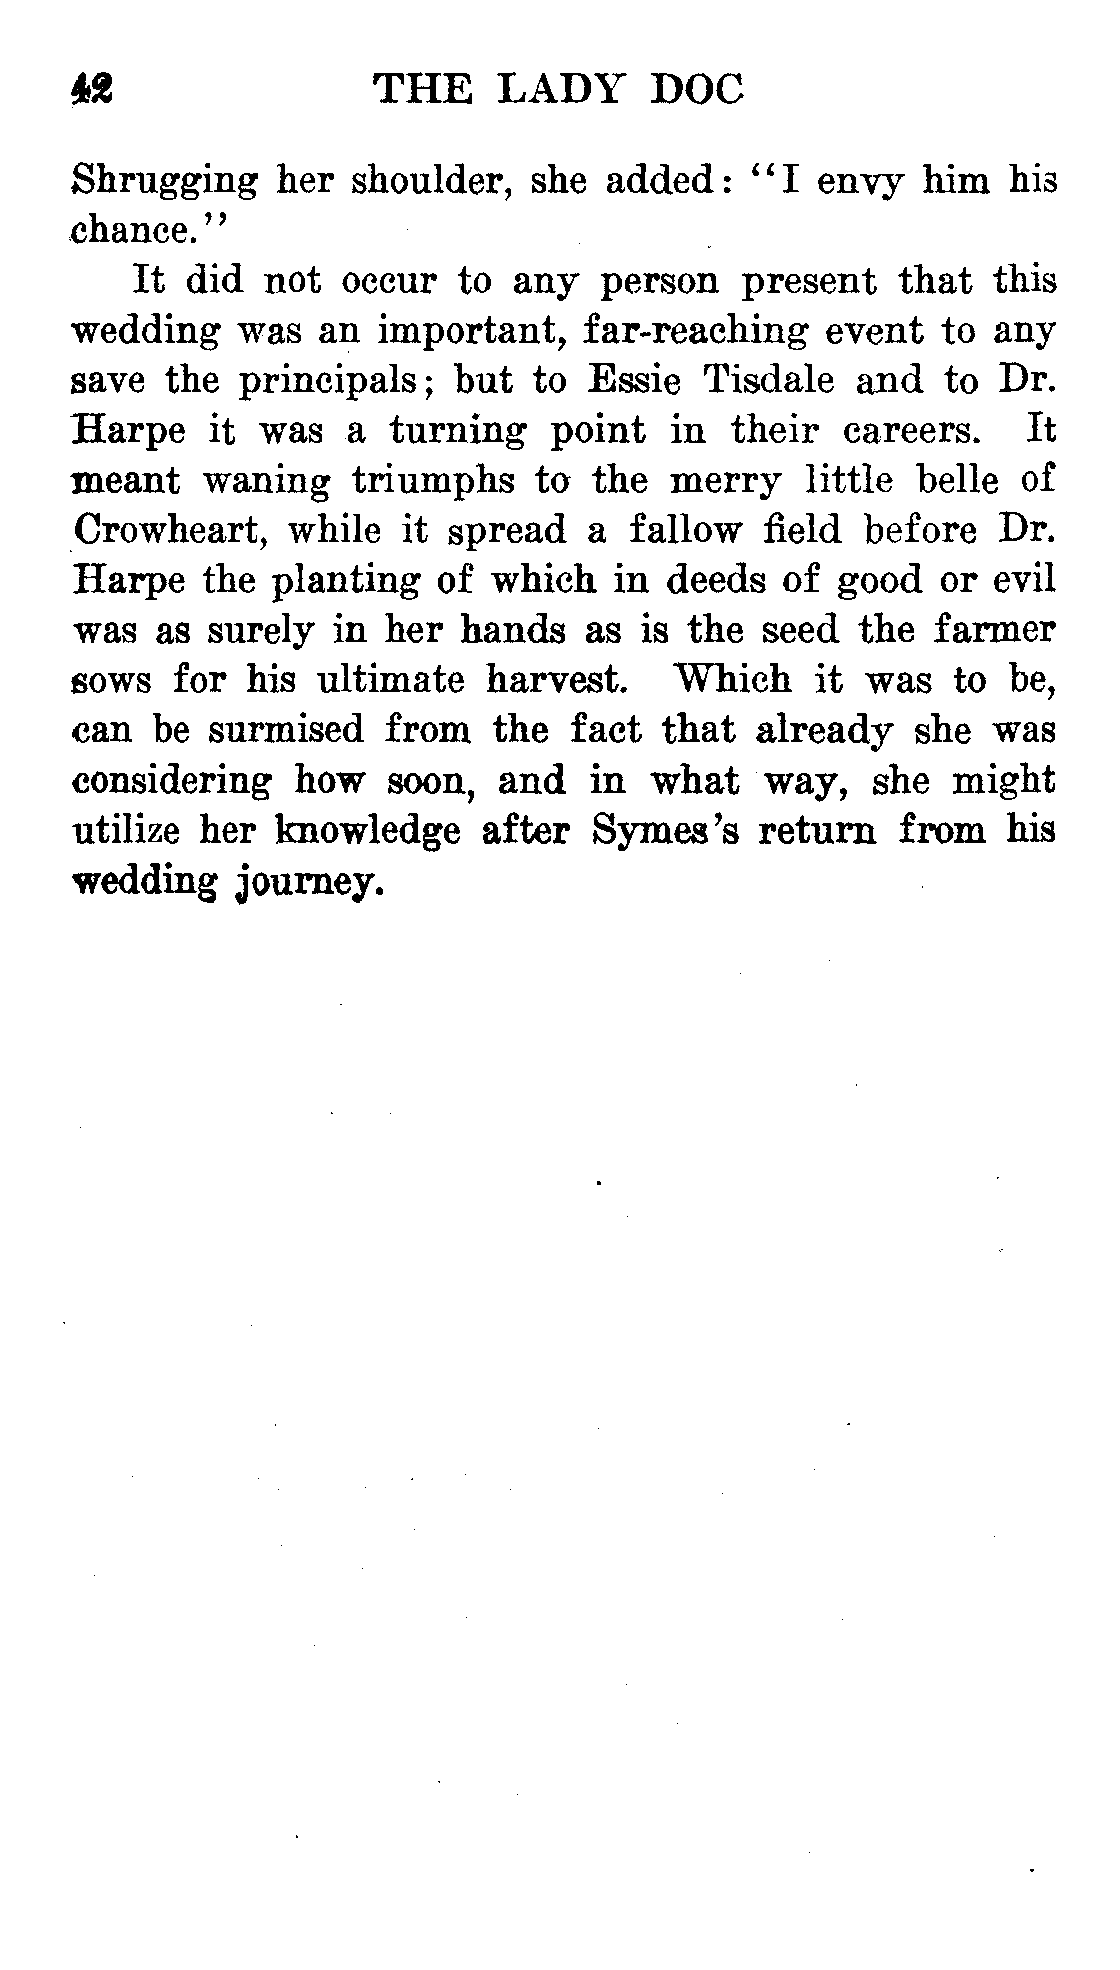 42 THE LADY DOC
Shrugging her shoulder, she added: "I envy him his
chance."
It did not occur to any person present that this
wedding was an important, far-reaching event to any
save the principals; but to Essie Tisdale and to Dr.
Harpe it was a turning point in their careers. It
meant waning triumphs to the merry little belle of
Crowheart, while it spread a fallow field before Dr.
Harpe the planting of which in deeds of good or evil
was as surely in her hands as is the seed the farmer
sows for his ultimate harvest. Which it was to be,
can be surmised from the fact that already she was
considering how soon, and in what way, she might
utilize her knowledge after Symes's return from his
wedding journey.